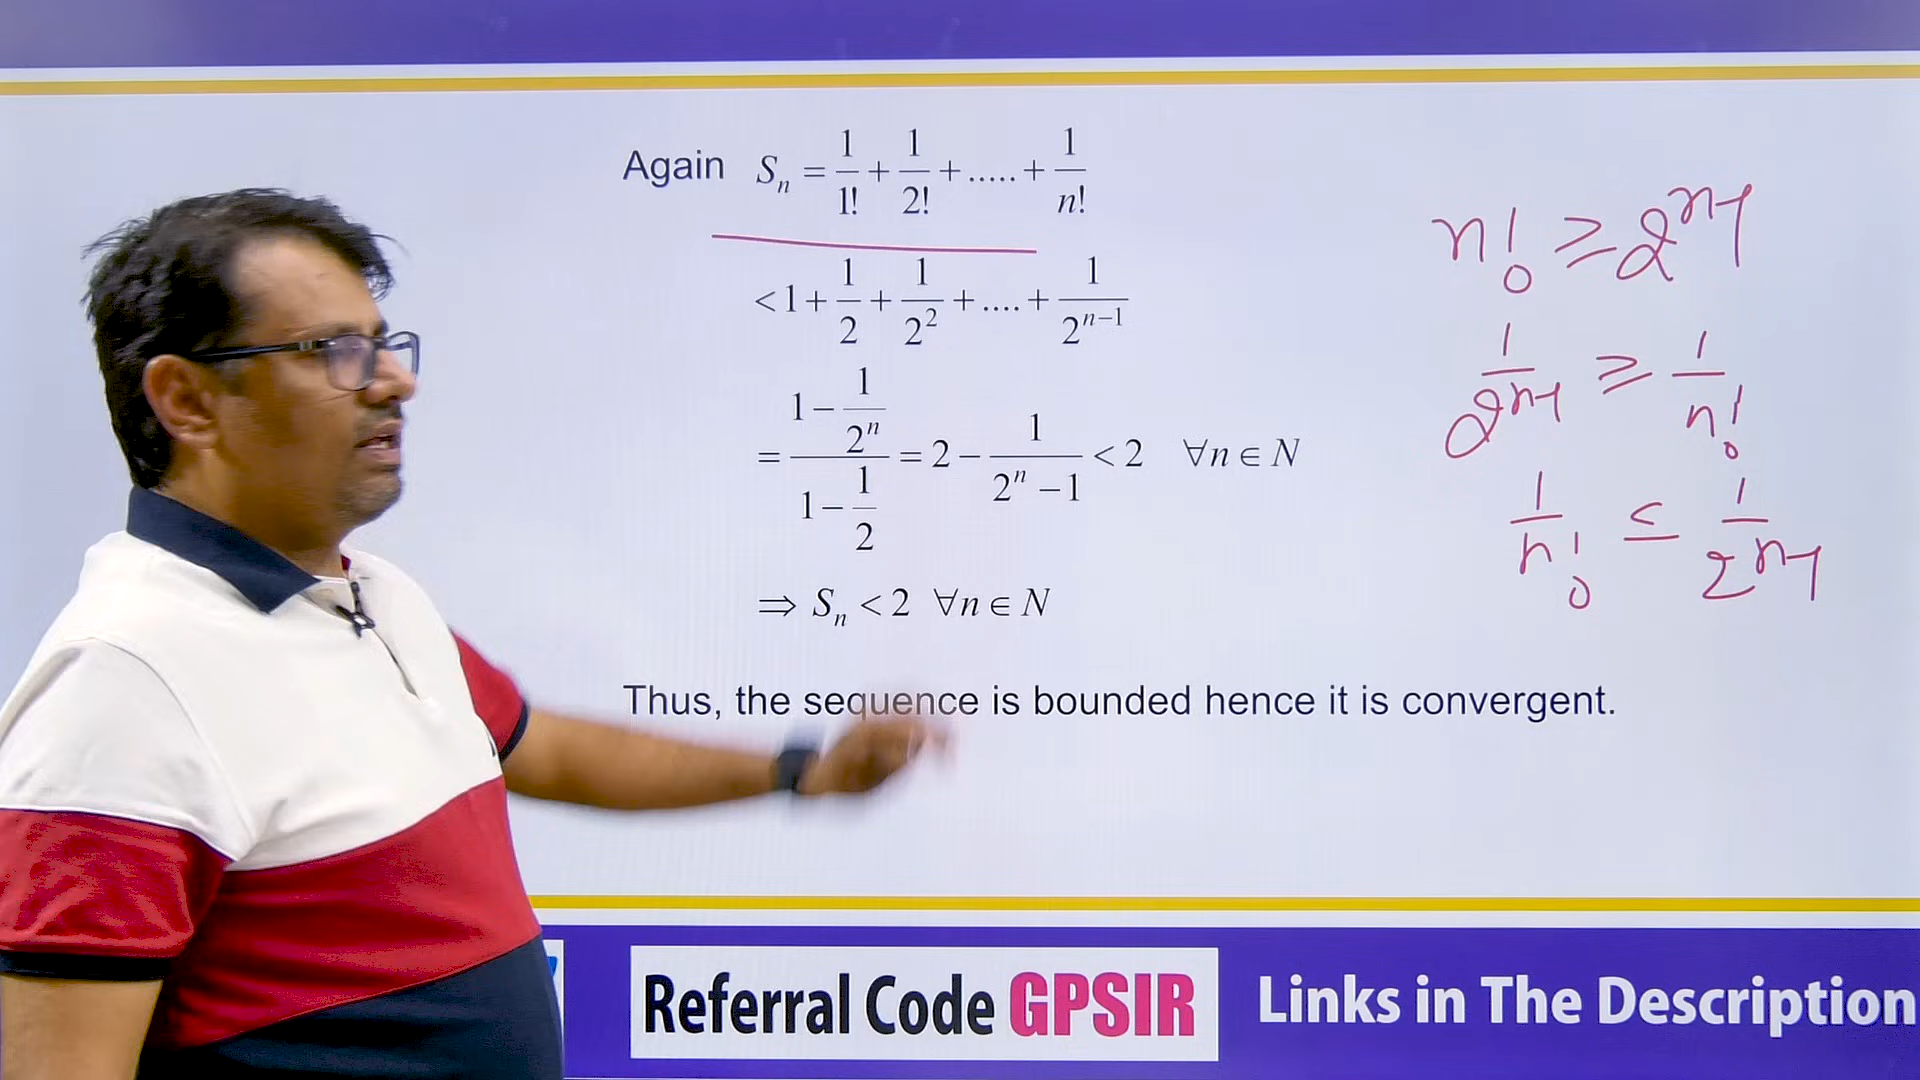 Again S_n = 1/1! + 1/2! + ..... + 1/n!
< 1 + 1/2 + 1/2^2 + .... + 1/2^{n-1}
= (1 - 1/2^n)/(1 - 1/2) = 2 - 1/(2^n - 1) < 2 ∀n ∈ N
⇒ S_n < 2 ∀n ∈ N
Thus, the sequence is bounded hence it is convergent.
n! ≥ 2^{n-1}
1/2^{n-1} ≥ 1/n!
1/n! ≤ 1/2^{n-1}
Referral Code GPSIR
Links in The Description